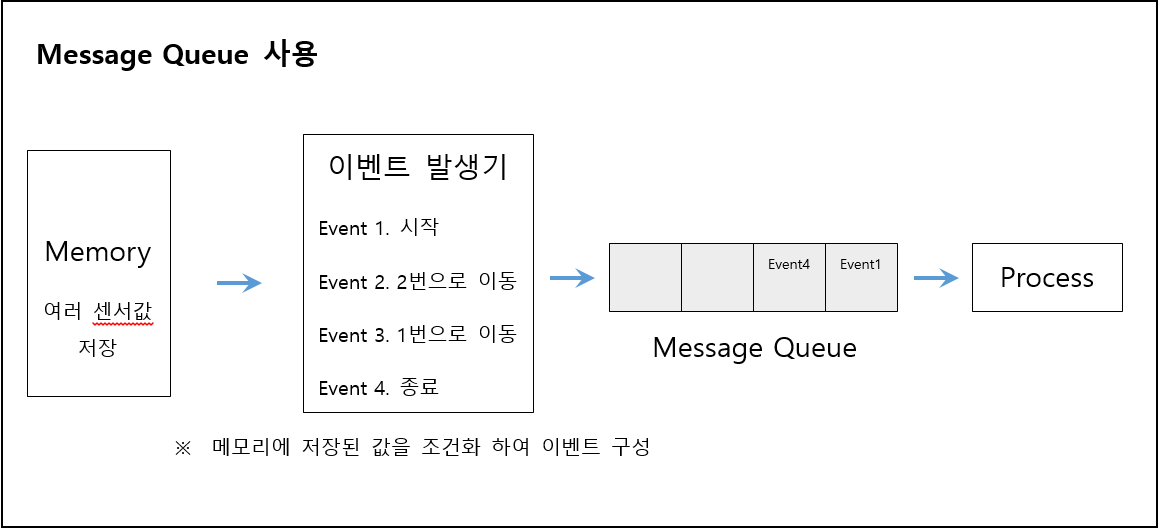 Message Queue 사용
Memory
여러 센서값
저장
이벤트 발생기
Event 1. 시작
Event 2. 2번으로 이동
Event 3. 1번으로 이동
Event 4. 종료
Event4
Event1
Message Queue
Process
※ 메모리에 저장된 값을 조건화 하여 이벤트 구성